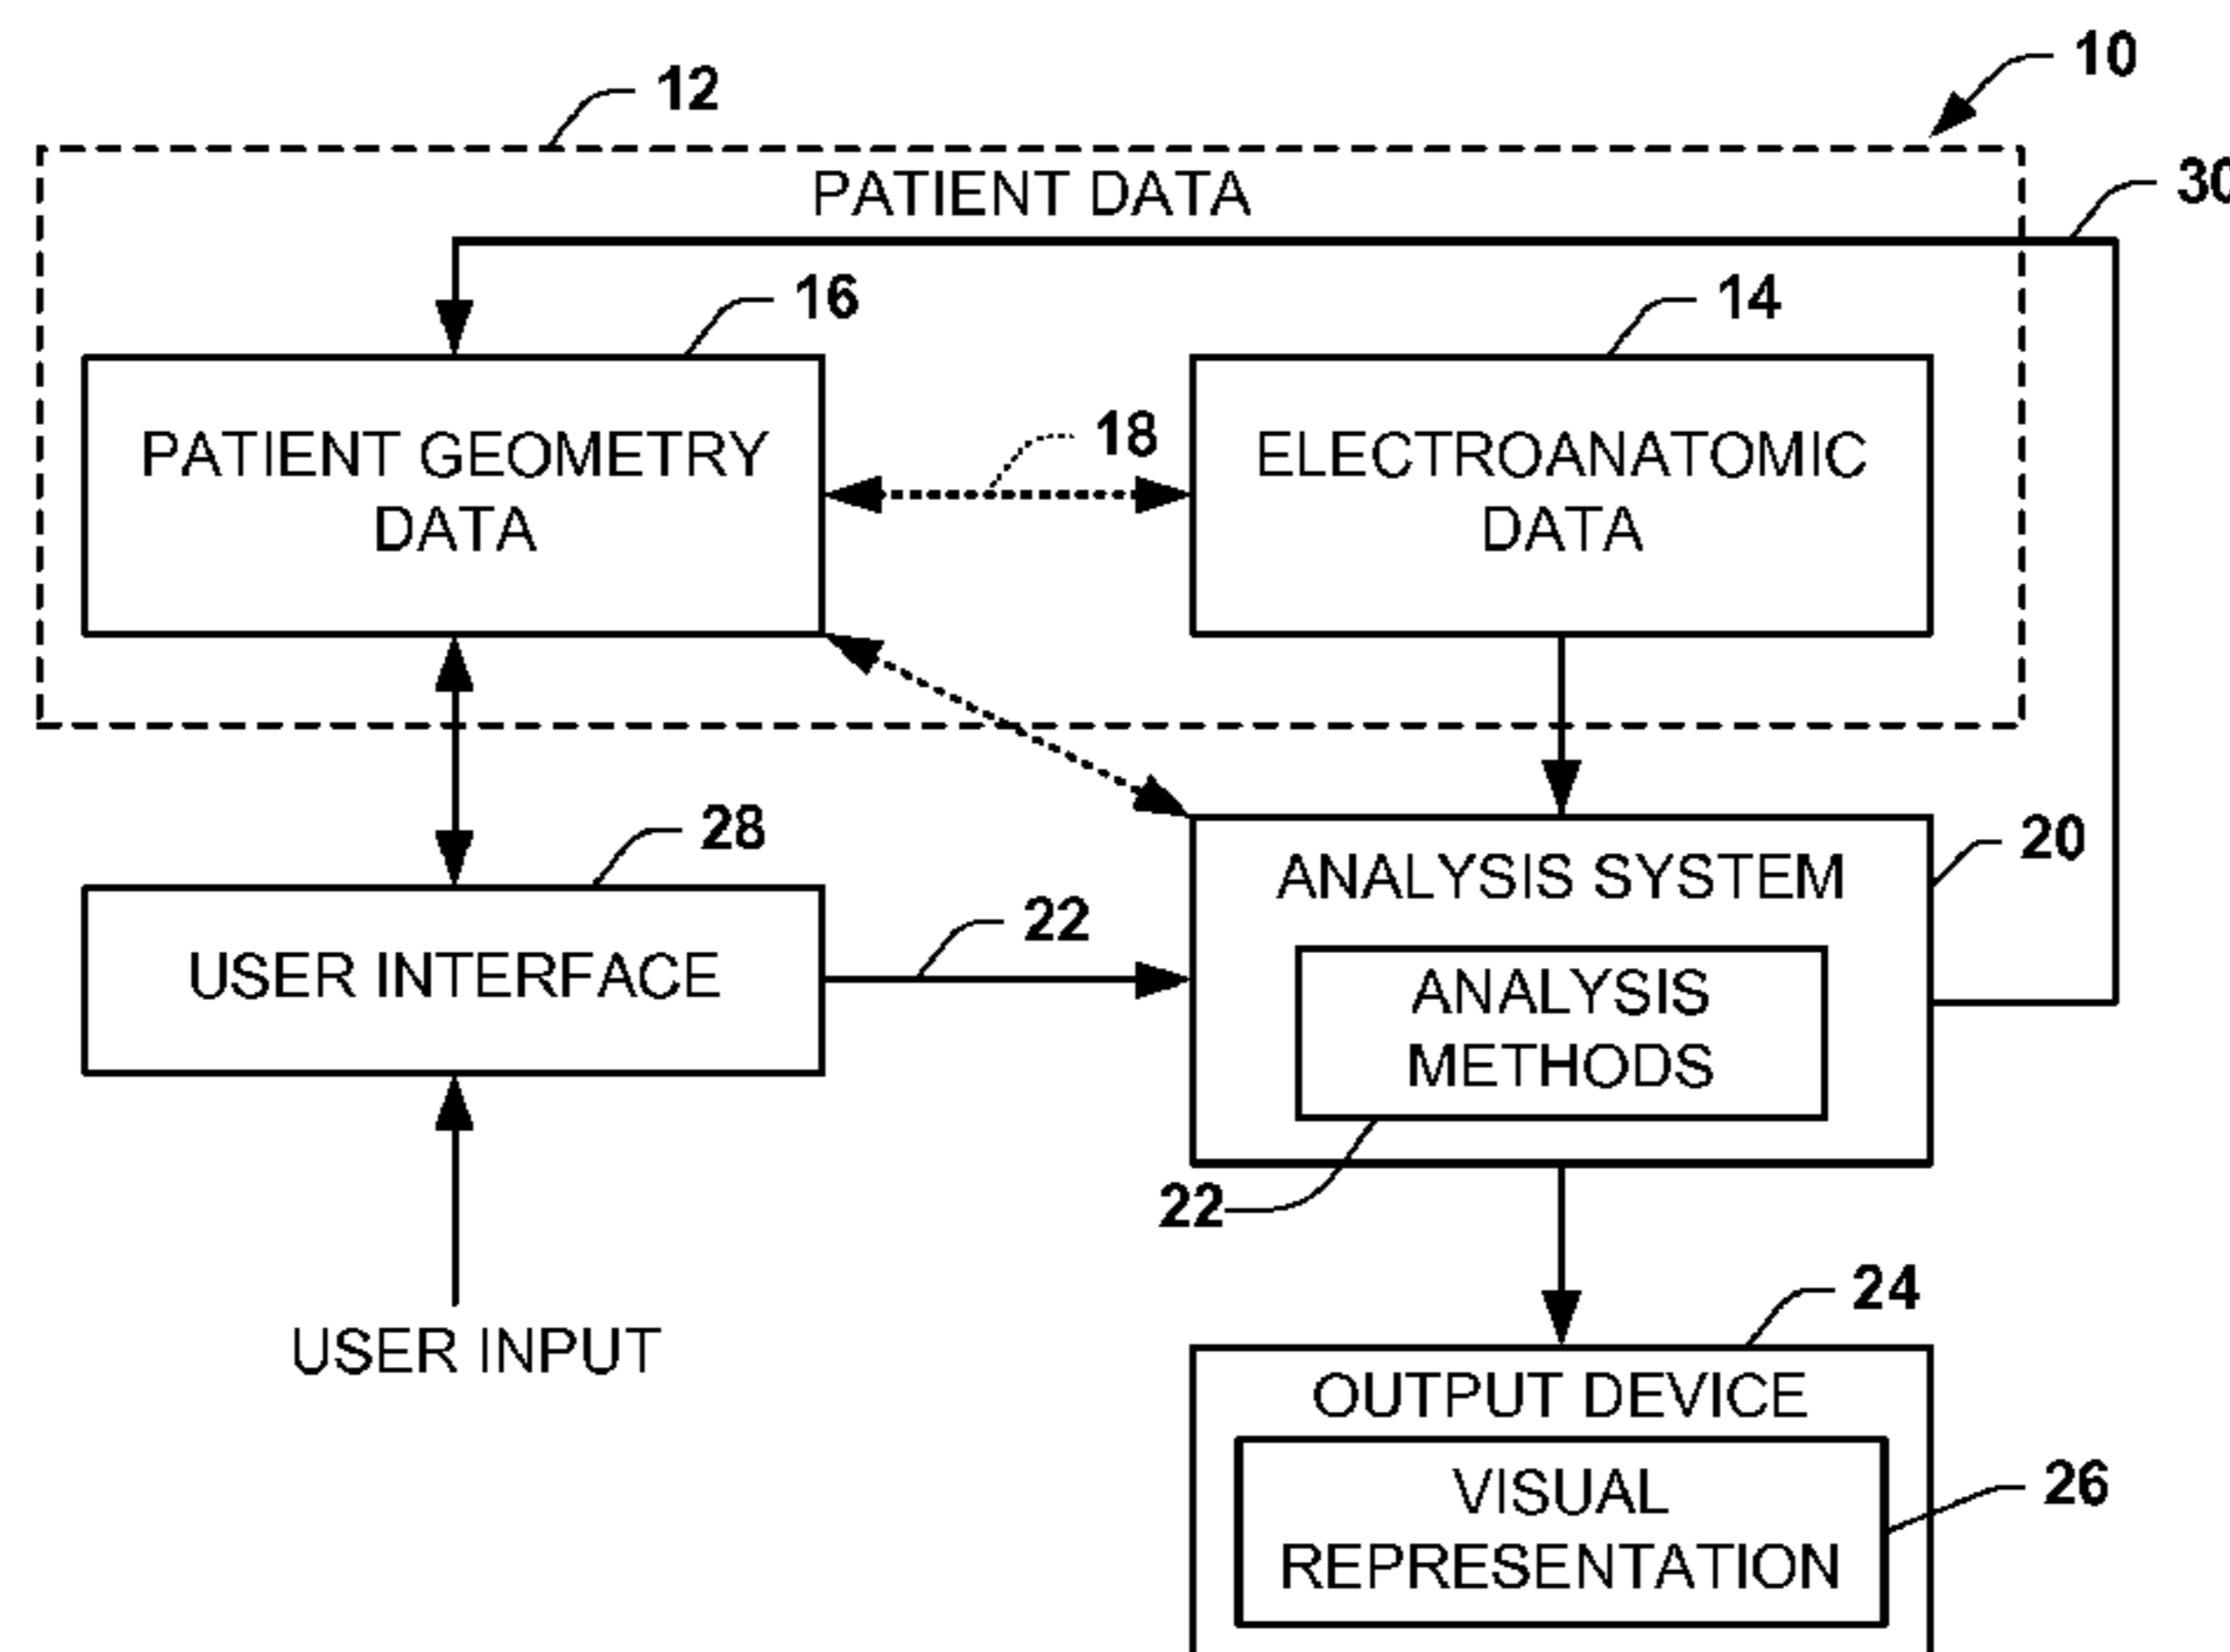 10
12
PATIENT DATA
30
16
14
PATIENT GEOMETRY
DATA
18
ELECTROANATOMIC
DATA
28
20
ANALYSIS SYSTEM
22
USER INTERFACE
ANALYSIS
METHODS
22
USER INPUT
24
OUTPUT DEVICE
VISUAL
REPRESENTATION
26